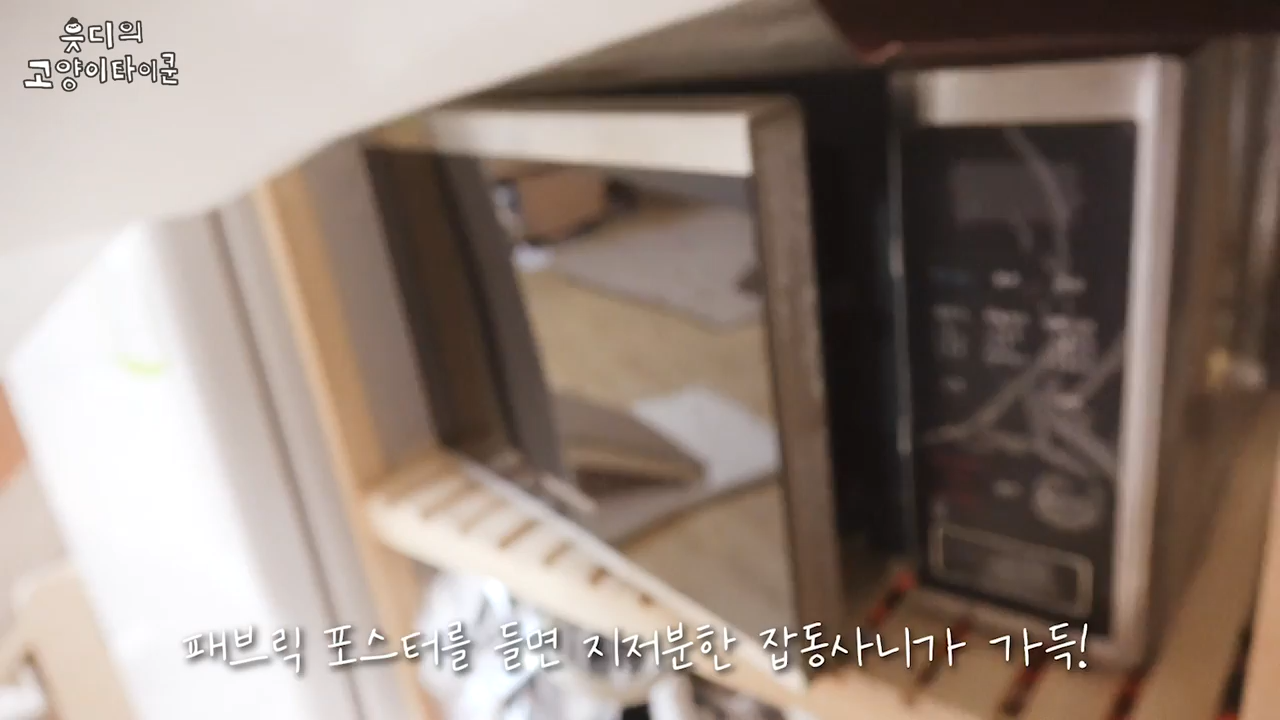 읏디의
고양이타이쿤
패브릭 포스터를 들면 지저분한 잡동사니가 가득!